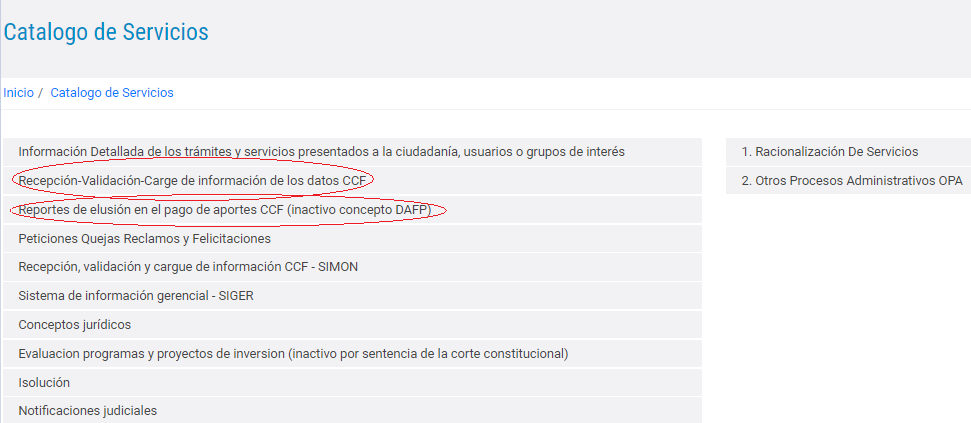 Catalogo de Servicios
Inicio / Catalogo de Servicios
Información Detallada de los trámites y servicios presentados a la ciudadanía, usuarios o grupos de interés
Recepción-Validación-Carge de información de los datos CCF
Reportes de elusión en el pago de aportes CCF (inactivo concepto DAFP)
Peticiones Quejas Reclamos y Felicitaciones
Recepción, validación y cargue de información CCF - SIMON
Sistema de información gerencial - SIGER
Conceptos jurídicos
Evaluacion programas y proyectos de inversion (inactivo por sentencia de la corte constitucional)
Isolución
Notificaciones judiciales
1. Racionalización De Servicios
2. Otros Procesos Administrativos OPA